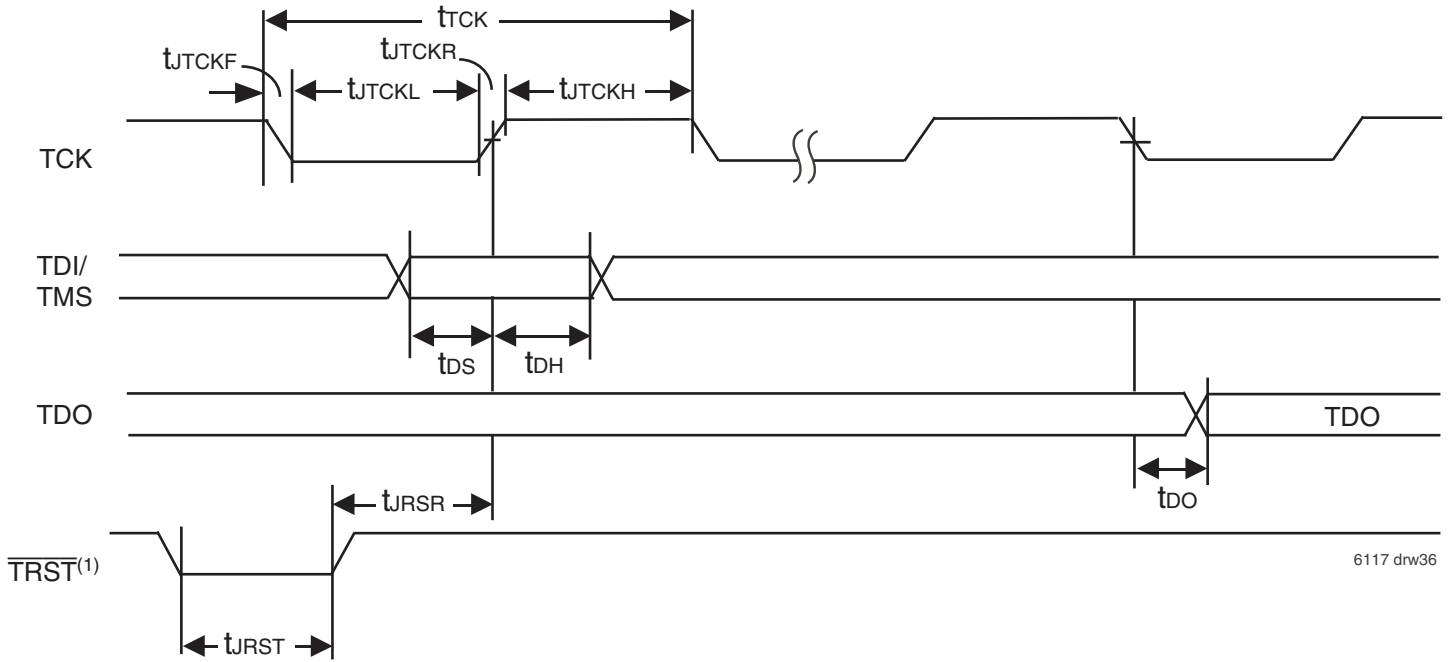 tTCK
tJTCKF
tJTCKR
tJTCKL
tJTCKH
TCK
TDI/
TMS
tDS
tDH
TDO
TDO
tDO
tJRSR
TRST(1)
6117 drw36
tJRST